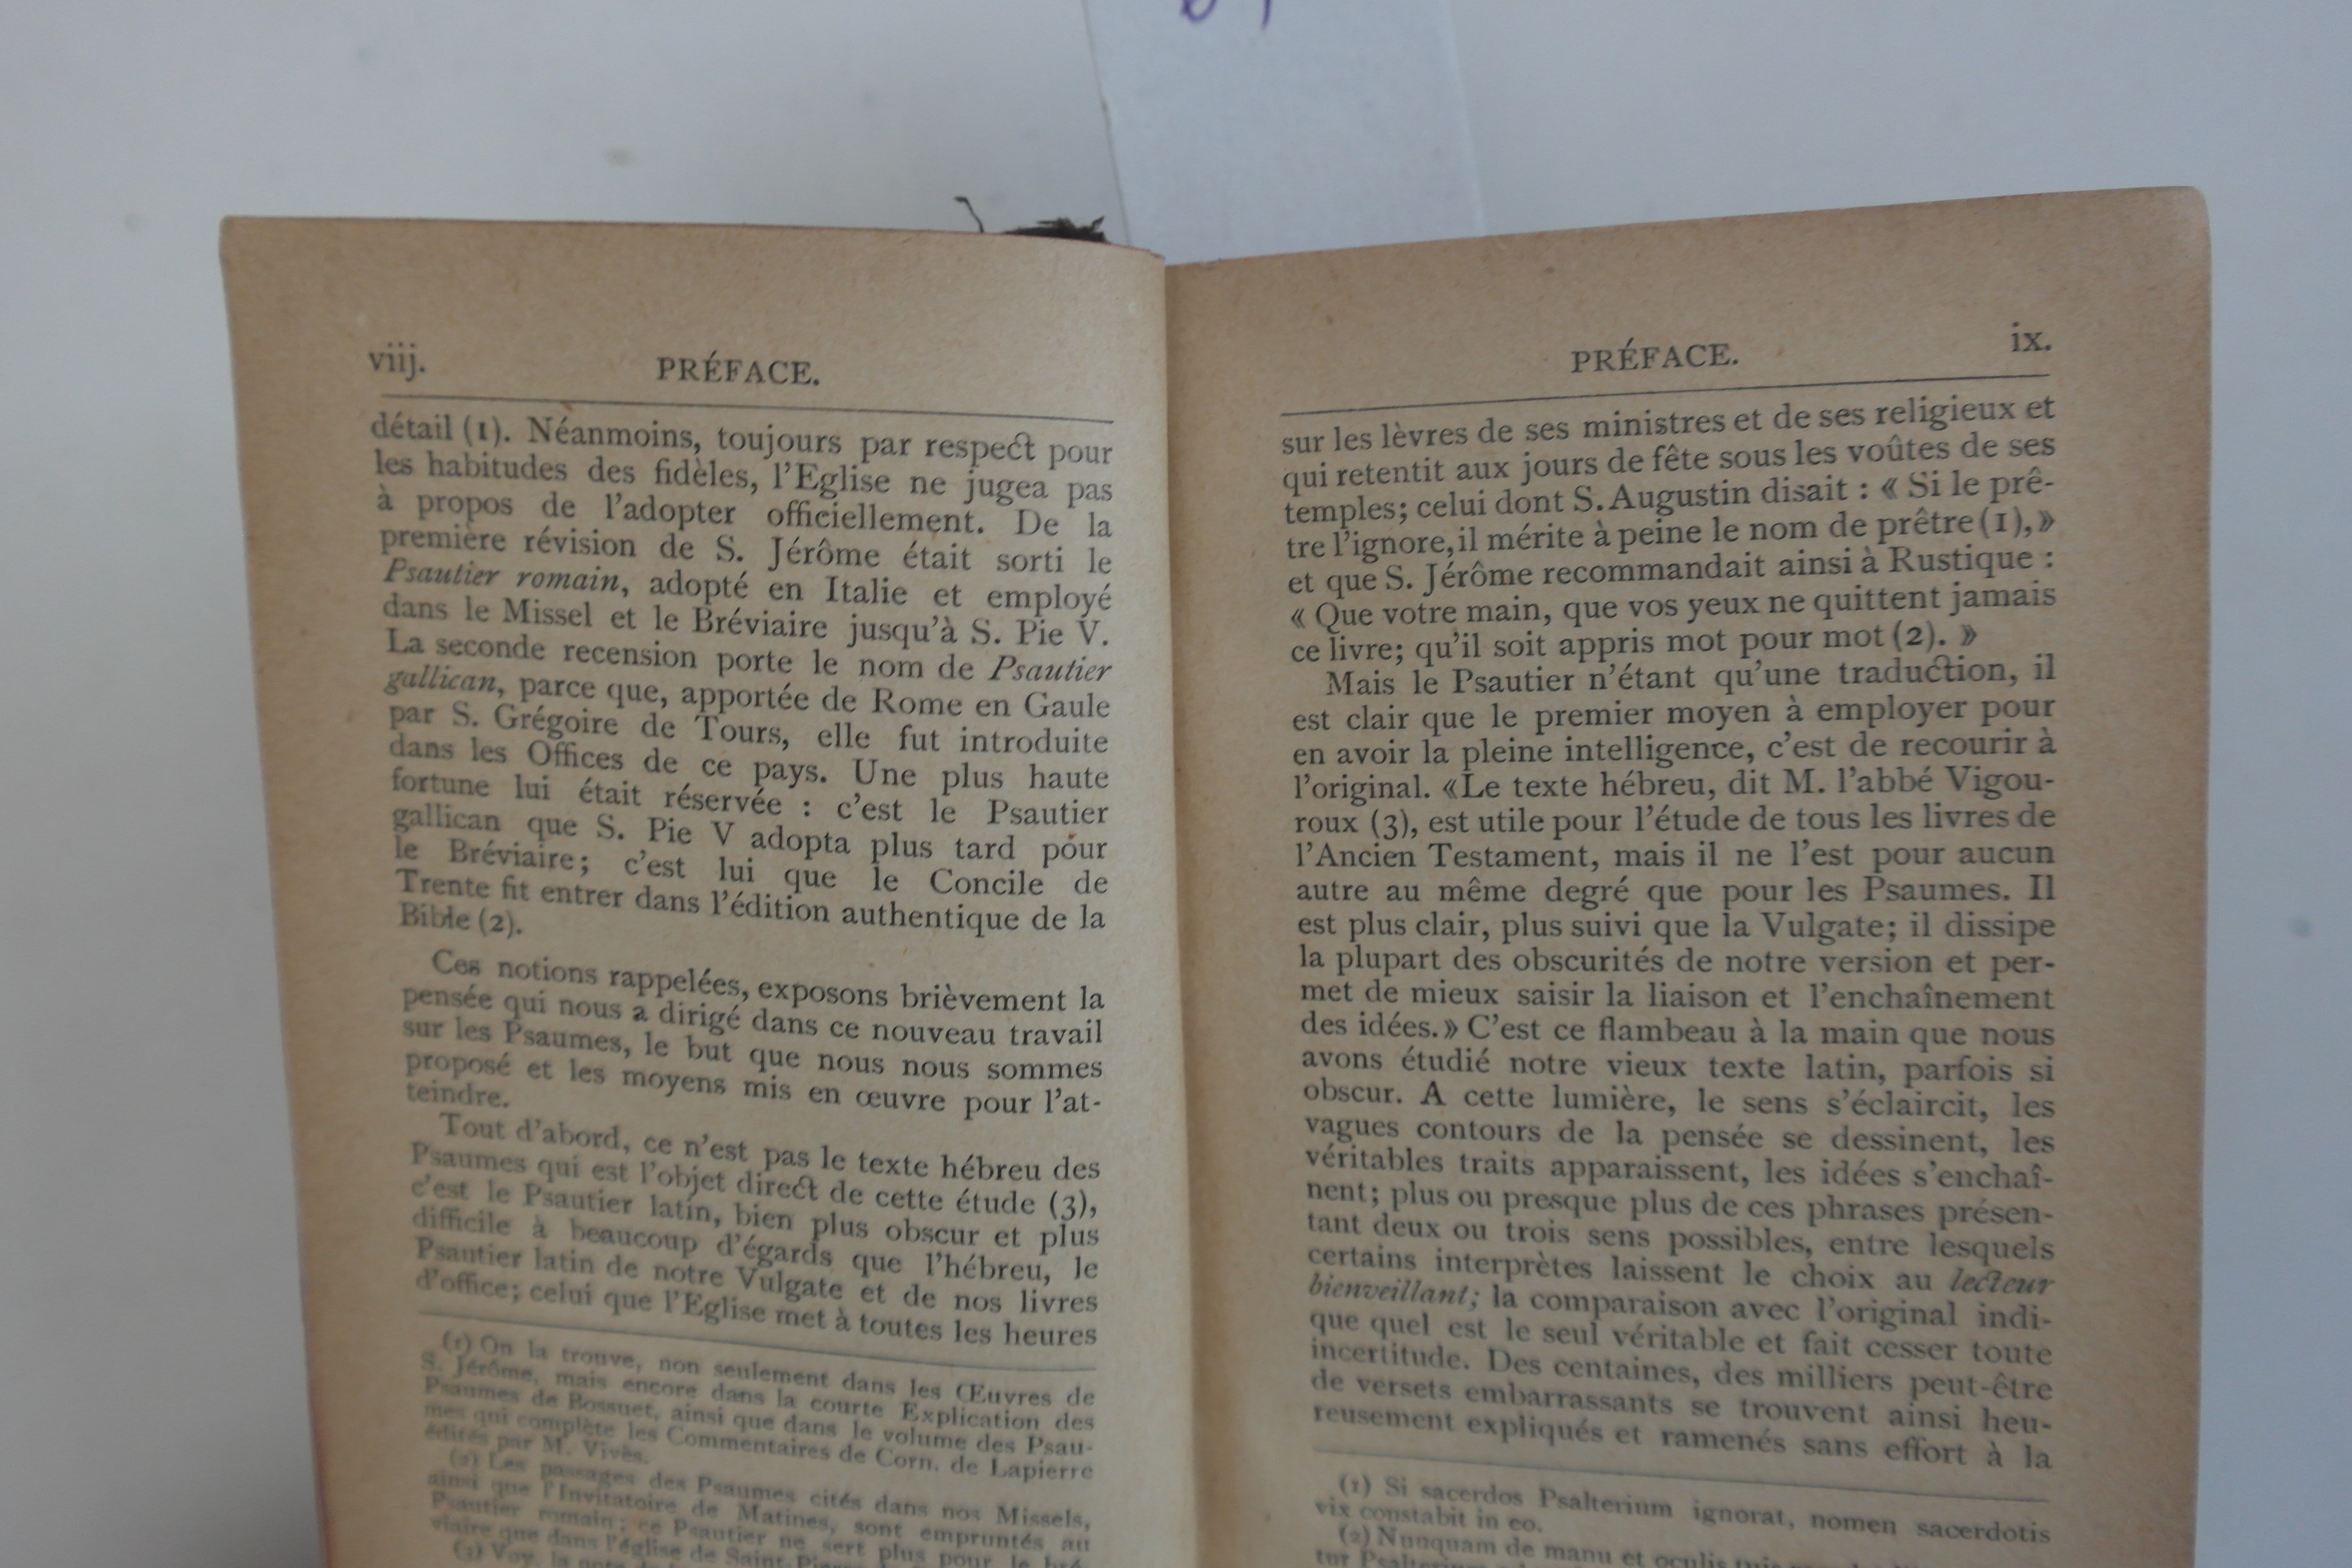 viij.
PRÉFACE.
détail (1). Néanmoins, toujours par respect pour
les habitudes des fidèles, l'Eglise ne jugea pas
à propos de l'adopter officiellement. De la
première révision de S. Jérôme était sorti le
Psautier romain, adopté en Italie et employé
dans le Missel et le Bréviaire jusqu'à S. Pie V.
La seconde recension porte le nom de Psautier
gallican, parce que, apportée de Rome en Gaule
par S. Grégoire de Tours, elle fut introduite
dans les Offices de ce pays. Une plus haute
fortune lui était réservée : c'est le Psautier
gallican que S. Pie V adopta plus tard pour
le Bréviaire; c'est lui que le Concile de
Trente fit entrer dans l'édition authentique de la
Bible (2).
Ces notions rappelées, exposons brièvement la
pensée qui nous a dirigé dans ce nouveau travail
sur les Psaumes, le but que nous nous sommes
proposé et les moyens mis en œuvre pour l'at-
teindre.
Tout d'abord, ce n'est pas le texte hébreu des
Psaumes qui est l'objet direct de cette étude (3),
c'est le Psautier latin, bien plus obscur et plus
difficile à beaucoup d'égards que l'hébreu, le
Psautier latin de notre Vulgate et de nos livres
d'office; celui que l'Eglise met à toutes les heures
(1) On la trouve, non seulement dans les Œuvres de
S. Jérôme, mais encore dans la courte Explication des
Psaumes de Bossuet, ainsi que dans le volume des Psau-
mes qui complète les Commentaires de Corn. de Lapierre
édités par M. Vivès.
(2) Les passages des Psaumes cités dans nos Missels,
ainsi que l'Invitatoire de Matines, sont empruntés au
Psautier romain; ce Psautier ne sert plus pour le bré-
viaire que dans l'église de Saint-
(3) Voy. la note
PRÉFACE.
ix.
sur les lèvres de ses ministres et de ses religieux et
qui retentit aux jours de fête sous les voûtes de ses
temples; celui dont S. Augustin disait : « Si le prê-
tre l'ignore, il mérite à peine le nom de prêtre (1), »
et que S. Jérôme recommandait ainsi à Rustique :
« Que votre main, que vos yeux ne quittent jamais
ce livre; qu'il soit appris mot pour mot (2). »
Mais le Psautier n'étant qu'une traduction, il
est clair que le premier moyen à employer pour
en avoir la pleine intelligence, c'est de recourir à
l'original. «Le texte hébreu, dit M. l'abbé Vigou-
roux (3), est utile pour l'étude de tous les livres de
l'Ancien Testament, mais il ne l'est pour aucun
autre au même degré que pour les Psaumes. Il
est plus clair, plus suivi que la Vulgate; il dissipe
la plupart des obscurités de notre version et per-
met de mieux saisir la liaison et l'enchaînement
des idées.» C'est ce flambeau à la main que nous
avons étudié notre vieux texte latin, parfois si
obscur. A cette lumière, le sens s'éclaircit, les
vagues contours de la pensée se dessinent, les
véritables traits apparaissent, les idées s'enchaî-
nent; plus ou presque plus de ces phrases présen-
tant deux ou trois sens possibles, entre lesquels
certains interprètes laissent le choix au lecteur
bienveillant; la comparaison avec l'original indi-
que quel est le seul véritable et fait cesser toute
incertitude. Des centaines, des milliers peut-être
de versets embarrassants se trouvent ainsi heu-
reusement expliqués et ramenés sans effort à la
(1) Si sacerdos Psalterium ignorat, nomen sacerdotis
vix constabit in eo.
(2) Nunquam de manu et oculis tuis
tur Psalterium